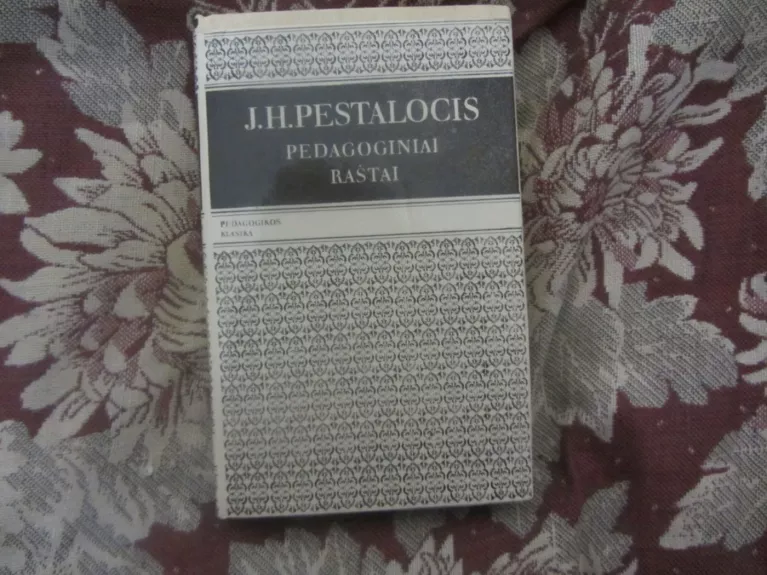 J.H.PESTALOCIS
PEDAGOGINIAI
RAŠTAI
PEDAGOGIKOS
KLASIKA